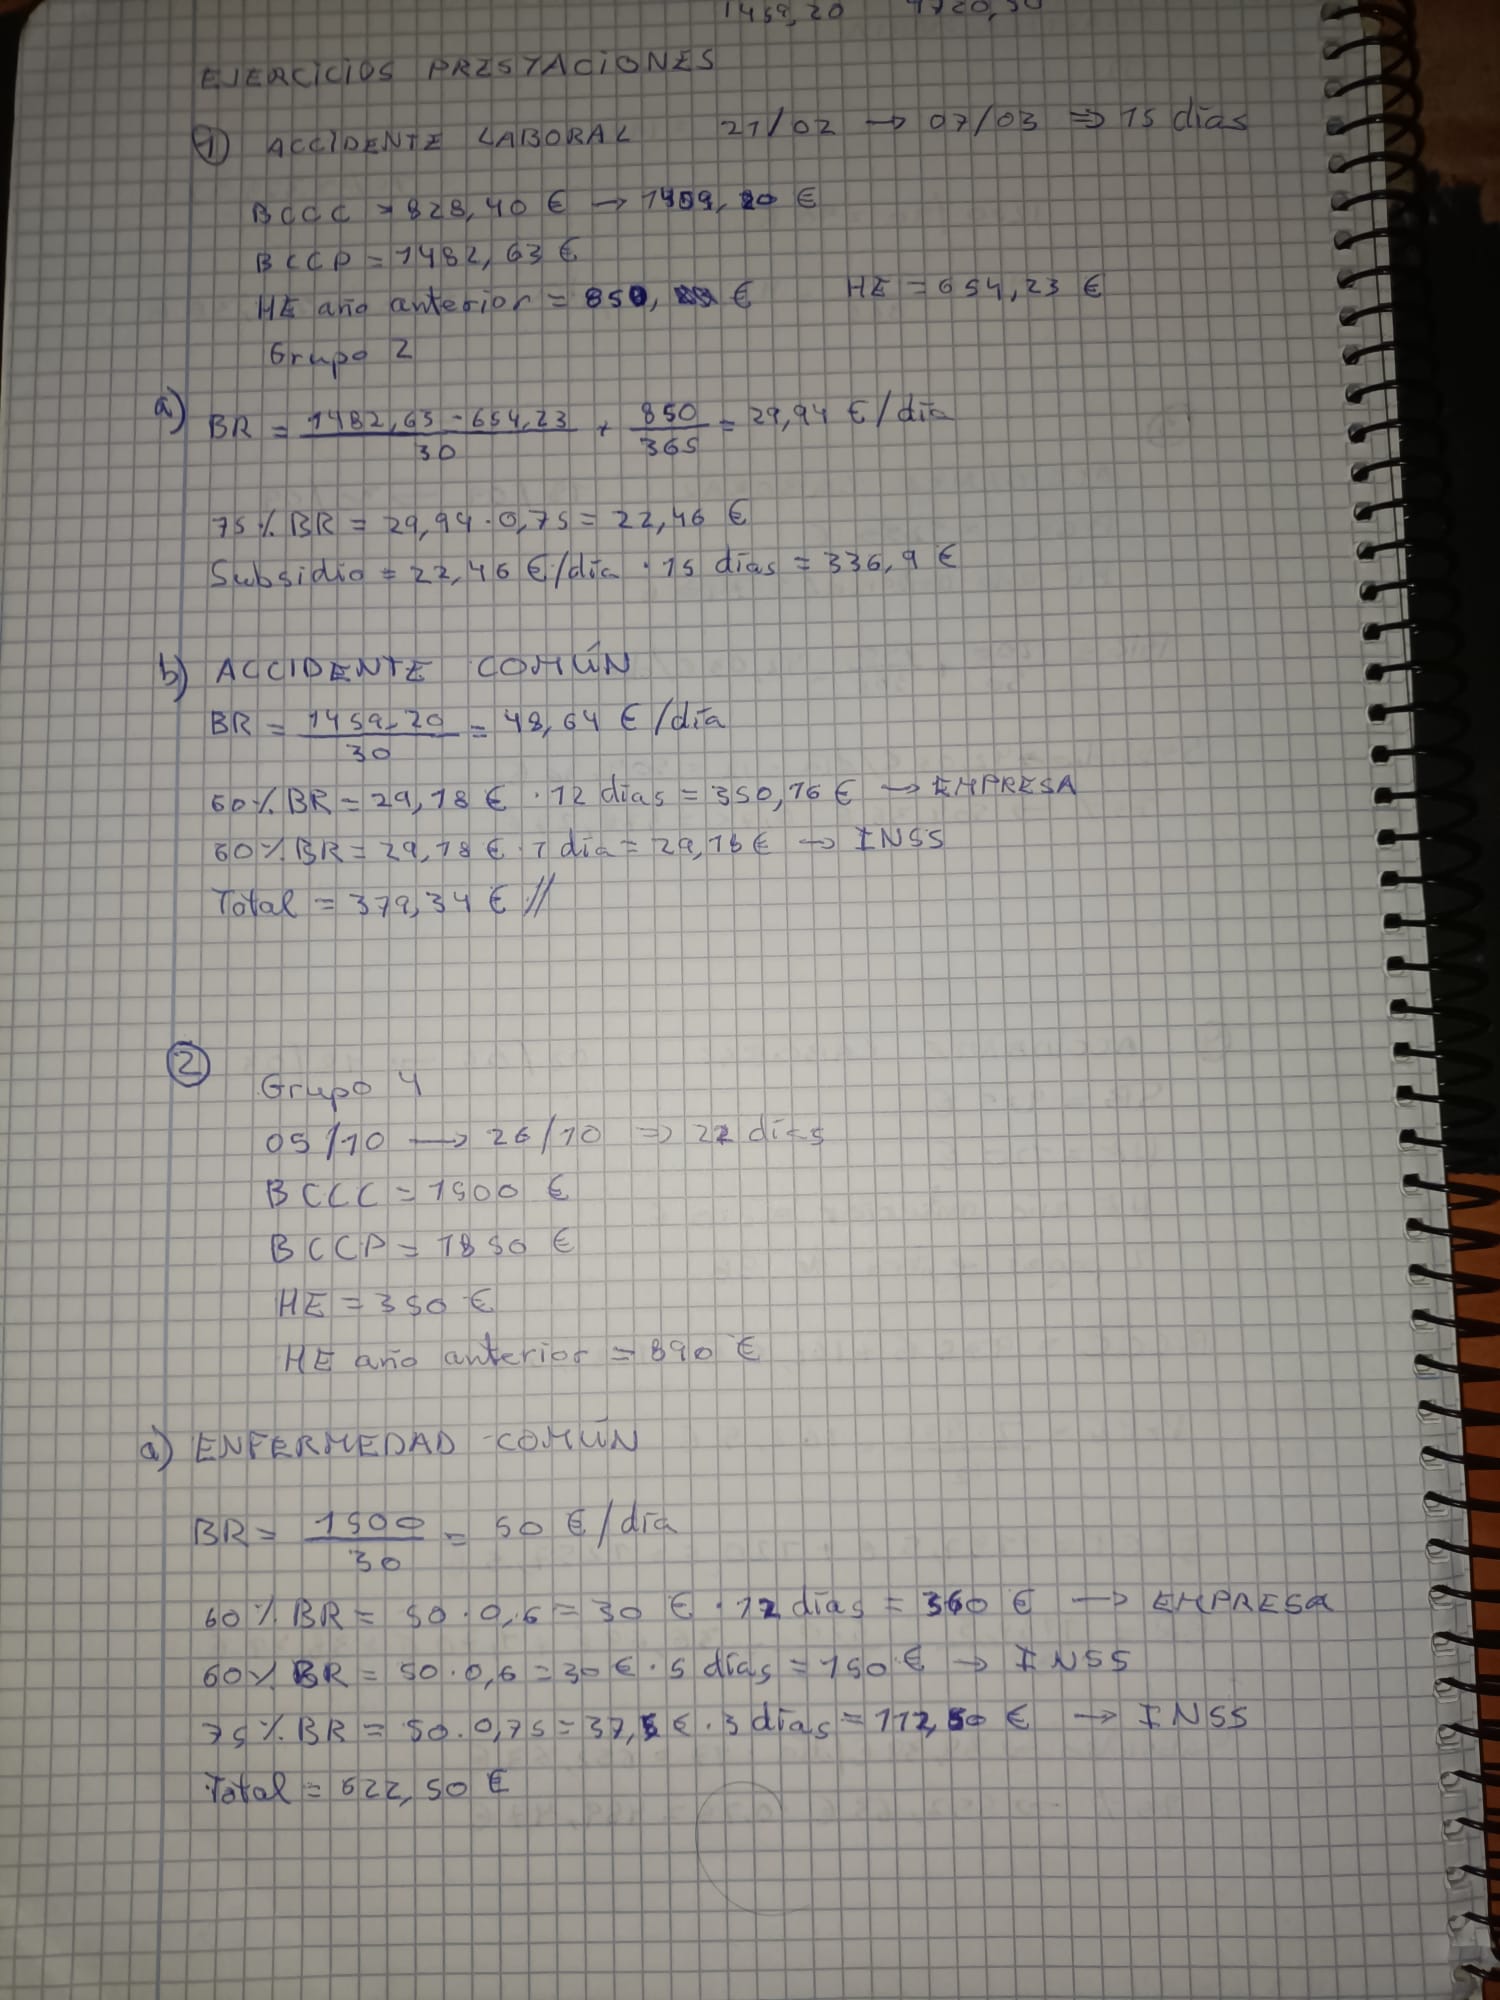 1459,20 4720,50
EJERCICIOS PRESTACIONES
1) ACCIDENTE LABORAL 21/02 → 07/03 ⇒ 15 días
BCCC = 828,40 € → 1459,20 €
BCCP = 1482,63 €
HE año anterior = 850, € HE = 654,23 €
Grupo 2
a) BR = 1482,63 - 654,23 / 30 + 850 / 365 = 29,94 €/día
75% BR = 29,94 · 0,75 = 22,46 €
Subsidio = 22,46 €/día · 15 días = 336,9 €
b) ACCIDENTE COMÚN
BR = 1459,20 / 30 = 48,64 €/día
60% BR = 29,18 € · 12 días = 350,16 € → EMPRESA
60% BR = 29,18 € · 1 día = 29,18 € → INSS
Total = 379,34 € //
2
Grupo 4
05/10 → 26/10 ⇒ 22 días
BCCC = 1500 €
BCCP = 1850 €
HE = 350 €
HE año anterior = 890 €
a) ENFERMEDAD COMÚN
BR = 1500 / 30 = 50 €/día
60% BR = 50 · 0,6 = 30 € · 12 días = 360 € → EMPRESA
60% BR = 50 · 0,6 = 30 € · 5 días = 150 € → INSS
75% BR = 50 · 0,75 = 37,5 € · 3 días = 112,50 € → INSS
Total = 622,50 €